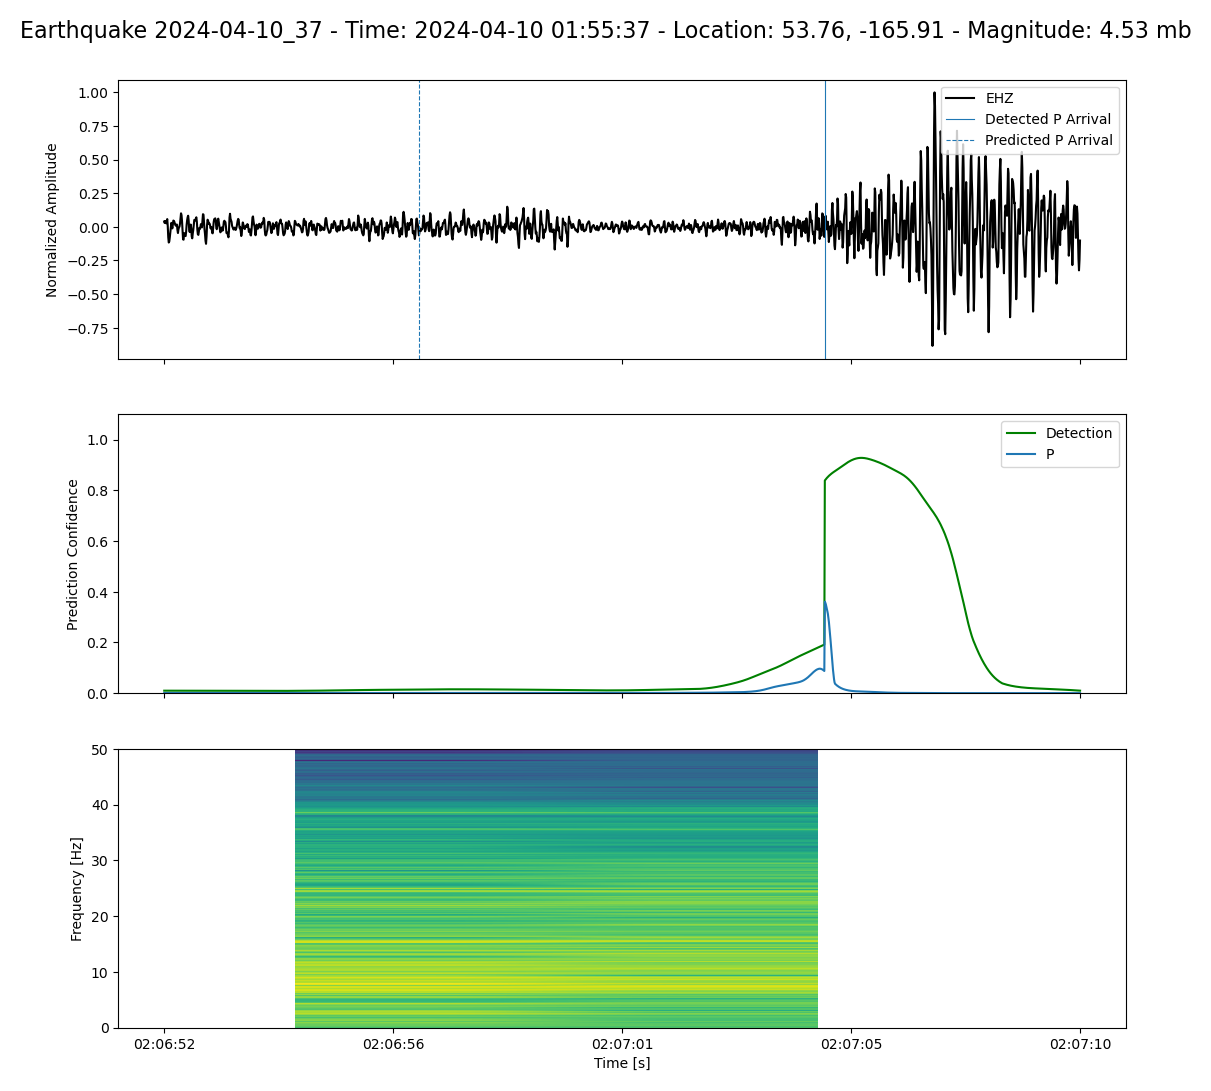 Earthquake 2024-04-10_37 - Time: 2024-04-10 01:55:37 - Location: 53.76, -165.91 - Magnitude: 4.53 mb
Normalized Amplitude
1.00
0.75
0.50
0.25
0.00
−0.25
−0.50
−0.75
EHZ
Detected P Arrival
Predicted P Arrival
Prediction Confidence
1.0
0.8
0.6
0.4
0.2
0.0
Detection
P
Frequency [Hz]
50
40
30
20
10
0
02:06:52 02:06:56 02:07:01 02:07:05 02:07:10
Time [s]